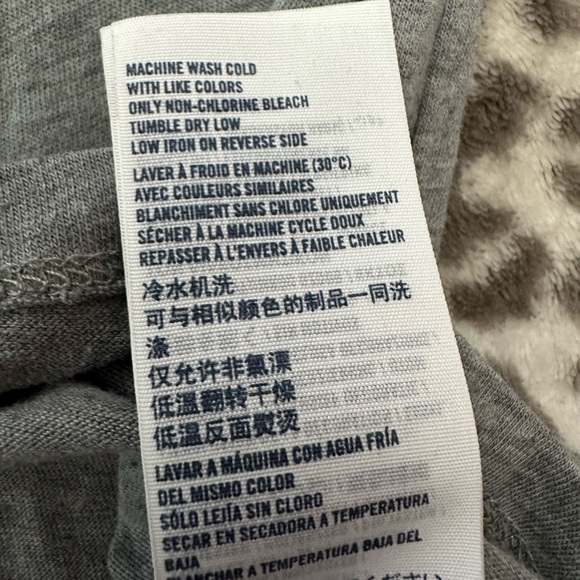 MACHINE WASH COLD
WITH LIKE COLORS
ONLY NON-CHLORINE BLEACH
TUMBLE DRY LOW
LOW IRON ON REVERSE SIDE
LAVER À FROID EN MACHINE (30°C)
AVEC COULEURS SIMILAIRES
BLANCHIMENT SANS CHLORE UNIQUEMENT
SÉCHER À LA MACHINE CYCLE DOUX
REPASSER À L'ENVERS À FAIBLE CHALEUR
冷水机洗
可与相似颜色的制品一同洗
涤
仅允许非氯漂
低温翻转干燥
低温反面熨烫
LAVAR A MÁQUINA CON AGUA FRÍA
DEL MISMO COLOR
SÓLO LEJÍA SIN CLORO
SECAR EN SECADORA A TEMPERATURA
BAJA
PLANCHAR A TEMPERATURA BAJA DEL
ください